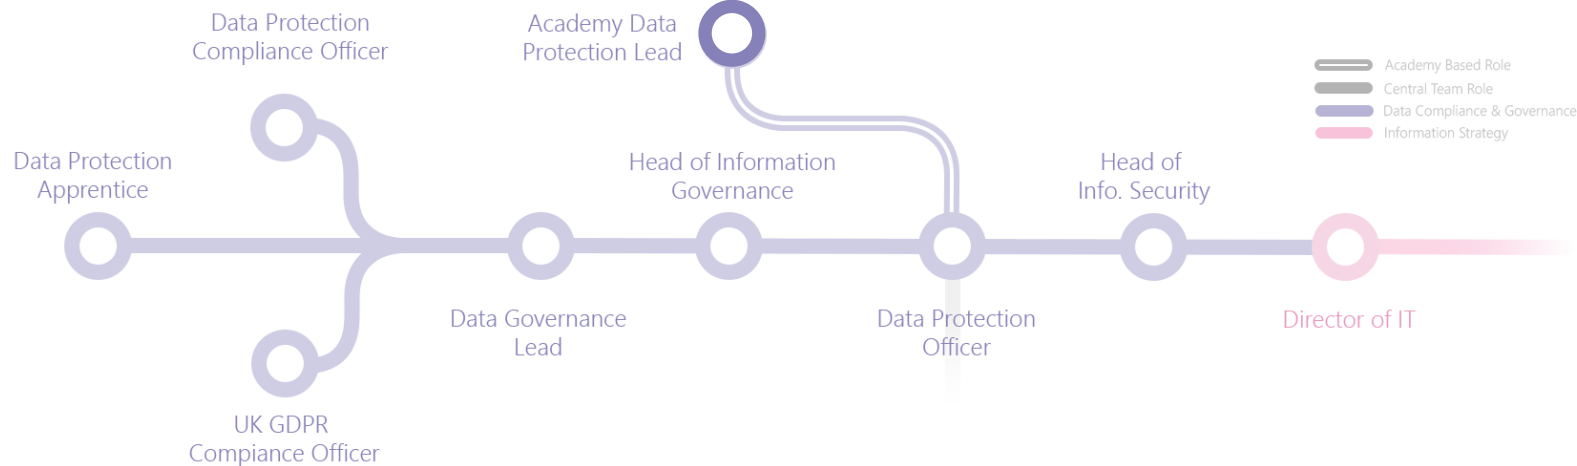 Data Protection
Compliance Officer
Academy Data
Protection Lead
Academy Based Role
Central Team Role
Data Compliance & Governance
Information Strategy
Data Protection
Apprentice
Head of Information
Governance
Head of
Info. Security
Data Governance
Lead
Data Protection
Officer
Director of IT
UK GDPR
Compiance Officer